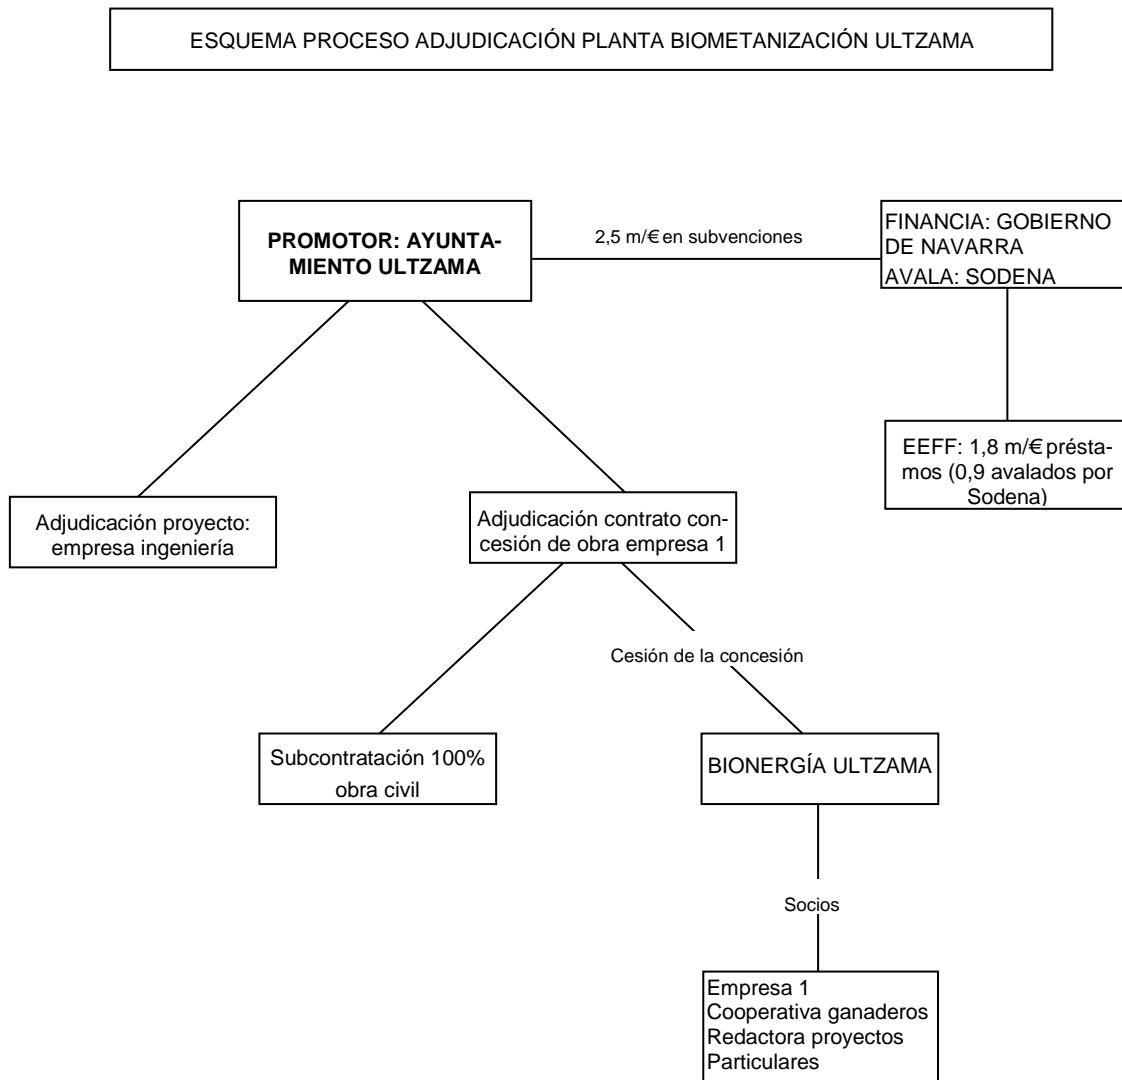 ESQUEMA PROCESO ADJUDICACIÓN PLANTA BIOMETANIZACIÓN ULTZAMA
PROMOTOR: AYUNTA-
MIENTO ULTZAMA
2,5 m/€ en subvenciones
FINANCIA: GOBIERNO
DE NAVARRA
AVALA: SODENA
EEFF: 1,8 m/€ présta-
mos (0,9 avalados por
Sodena)
Adjudicación proyecto:
empresa ingeniería
Adjudicación contrato con-
cesión de obra empresa 1
Cesión de la concesión
Subcontratación 100%
obra civil
BIONERGÍA ULTZAMA
Socios
Empresa 1
Cooperativa ganaderos
Redactora proyectos
Particulares